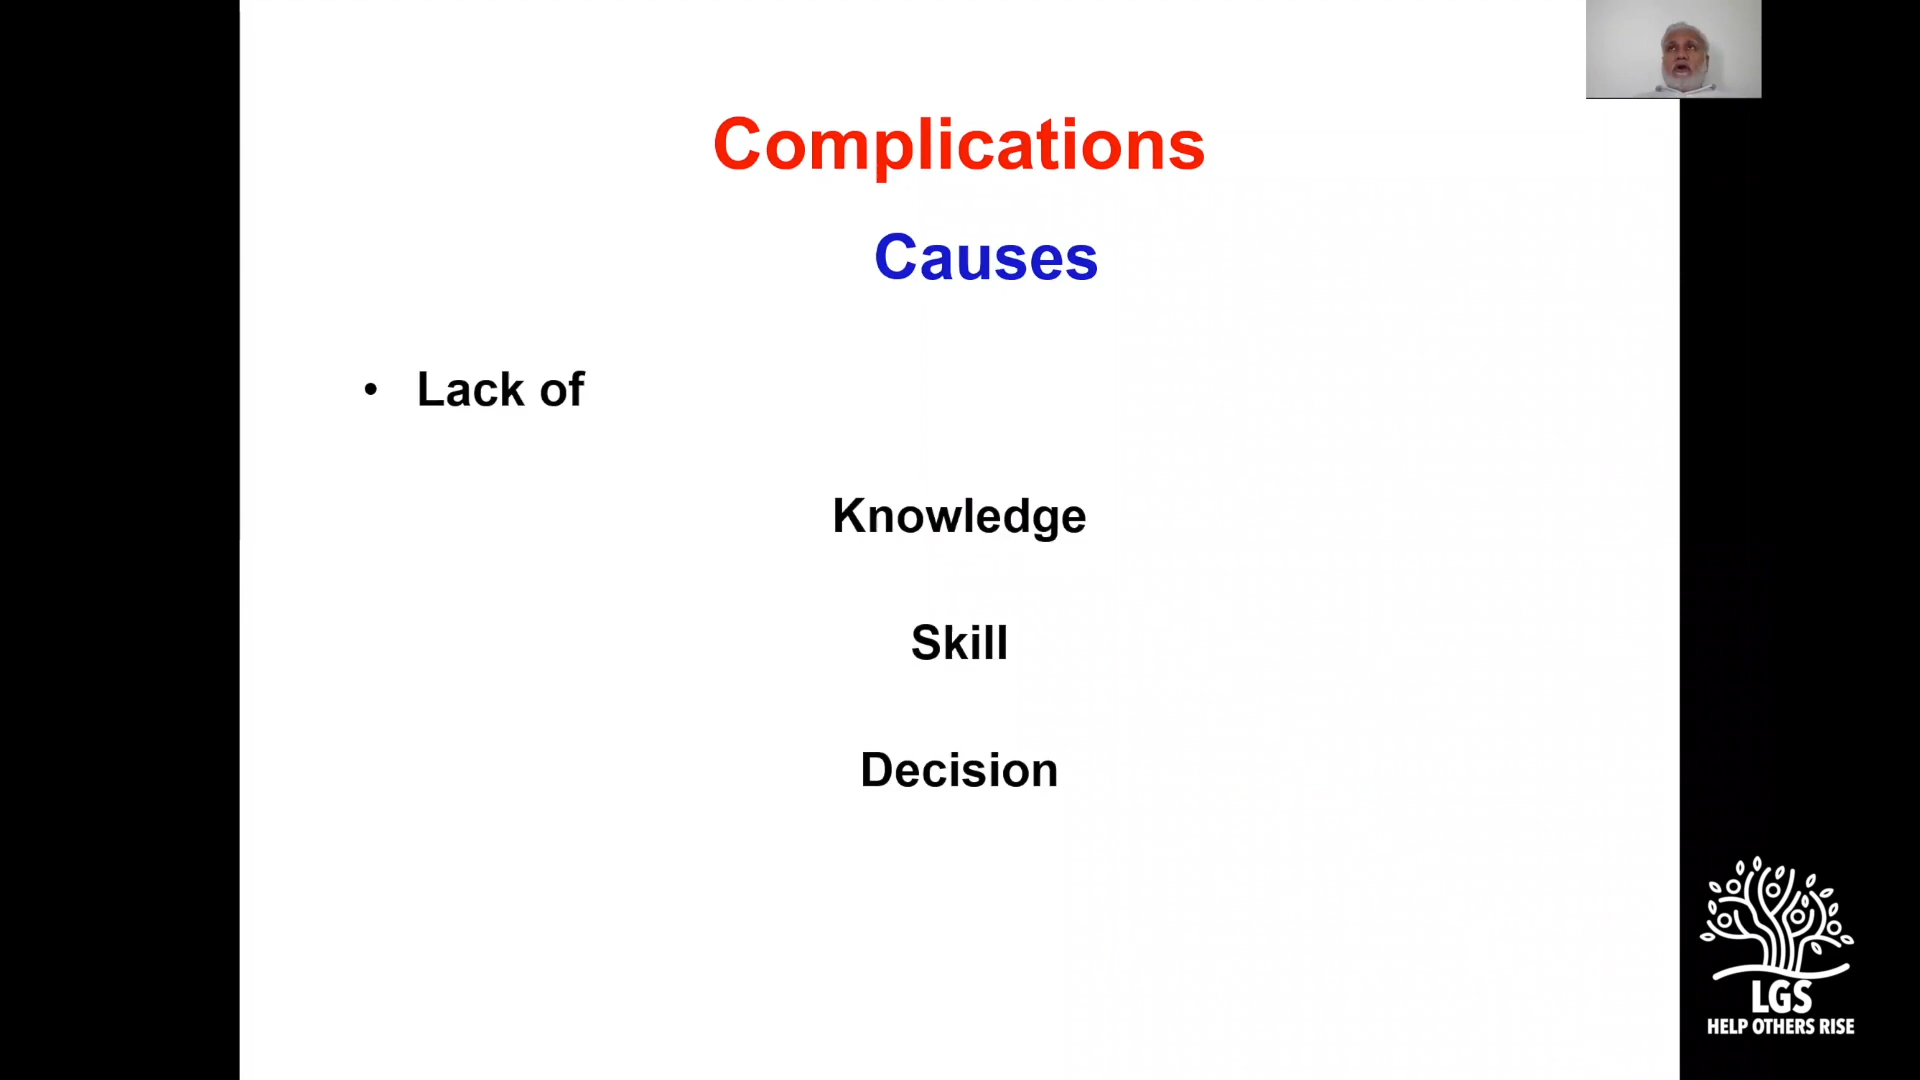 Complications
Causes
• Lack of
Knowledge
Skill
Decision
LGS
HELP OTHERS RISE